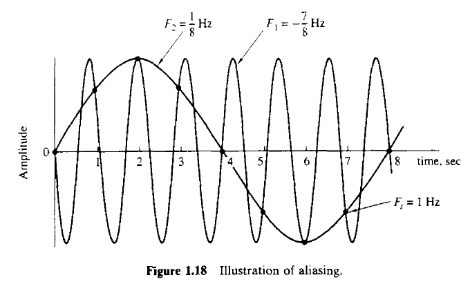 F₂ = 1/8 Hz
F₁ = -7/8 Hz
Amplitude
0
1 2 3 4 5 6 7 8 time, sec
Fₛ = 1 Hz
Figure 1.18 Illustration of aliasing.